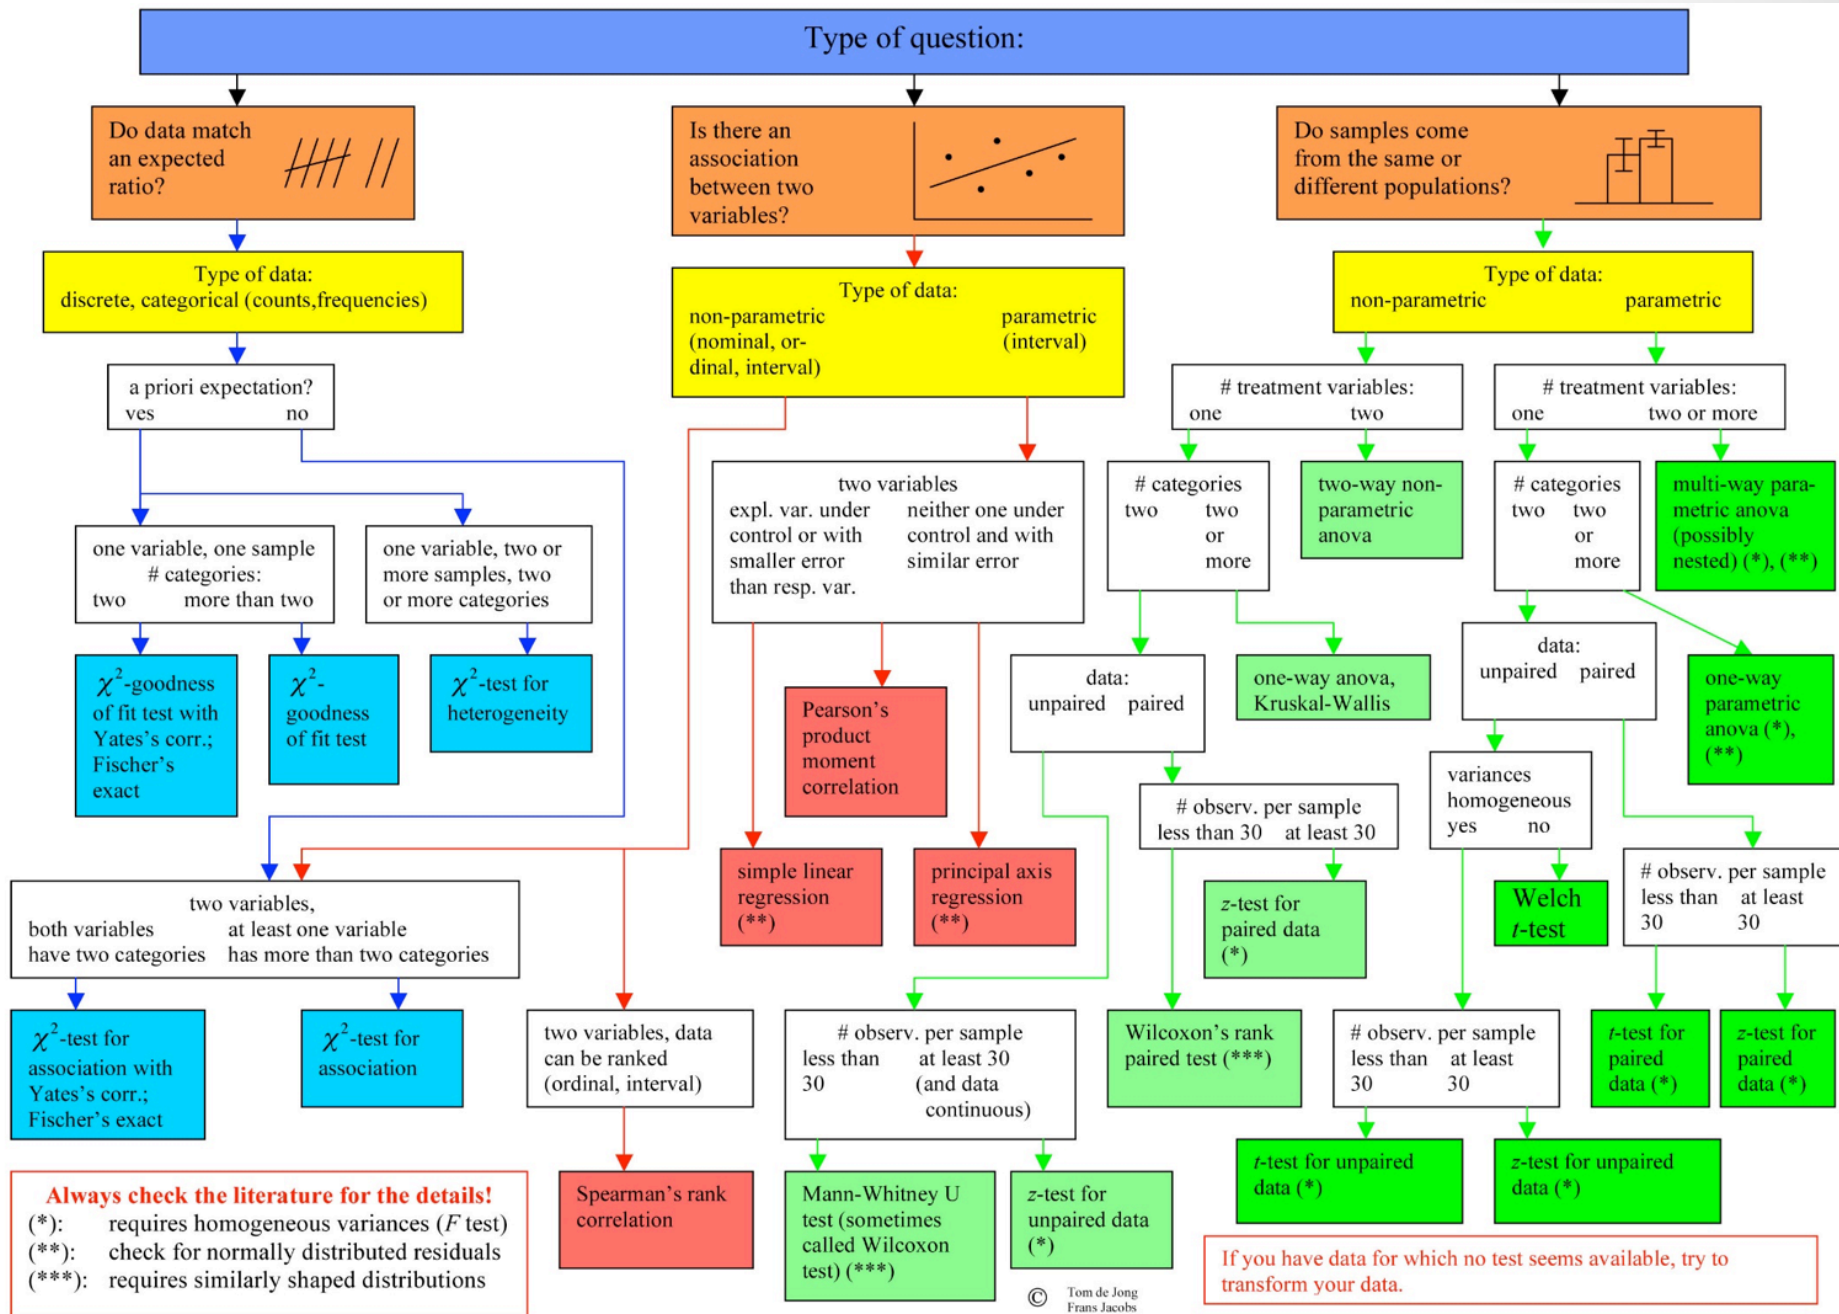 Type of question:
Do data match
an expected
ratio?
Is there an
association
between two
variables?
Do samples come
from the same or
different populations?
Type of data:
discrete, categorical (counts,frequencies)
Type of data:
non-parametric parametric
(nominal, or- (interval)
dinal, interval)
Type of data:
non-parametric parametric
a priori expectation?
yes no
# treatment variables:
one two
# treatment variables:
one two or more
two variables
expl. var. under neither one under
control or with control and with
smaller error similar error
than resp. var.
# categories
two two
or
more
two-way non-
parametric
anova
# categories
two two
or
more
multi-way para-
metric anova
(possibly
nested) (*), (**)
one variable, one sample
# categories:
two more than two
one variable, two or
more samples, two
or more categories
χ²-goodness
of fit test with
Yates's corr.;
Fischer's
exact
χ²-
goodness
of fit test
χ²-test for
heterogeneity
Pearson's
product
moment
correlation
data:
unpaired paired
one-way anova,
Kruskal-Wallis
data:
unpaired paired
one-way
parametric
anova (*),
(**)
# observ. per sample
less than 30 at least 30
variances
homogeneous
yes no
simple linear
regression
(**)
principal axis
regression
(**)
z-test for
paired data
(*)
Welch
t-test
# observ. per sample
less than at least
30 30
two variables,
both variables at least one variable
have two categories has more than two categories
χ²-test for
association with
Yates's corr.;
Fischer's exact
χ²-test for
association
two variables, data
can be ranked
(ordinal, interval)
# observ. per sample
less than at least 30
30 (and data
continuous)
Wilcoxon's rank
paired test (***)
# observ. per sample
less than at least
30 30
t-test for
paired
data (*)
z-test for
paired
data (*)
Spearman's rank
correlation
Mann-Whitney U
test (sometimes
called Wilcoxon
test) (***)
z-test for
unpaired data
(*)
t-test for unpaired
data (*)
z-test for unpaired
data (*)
Always check the literature for the details!
(*): requires homogeneous variances (F test)
(**): check for normally distributed residuals
(***): requires similarly shaped distributions
If you have data for which no test seems available, try to
transform your data.
© Tom de Jong
Frans Jacobs